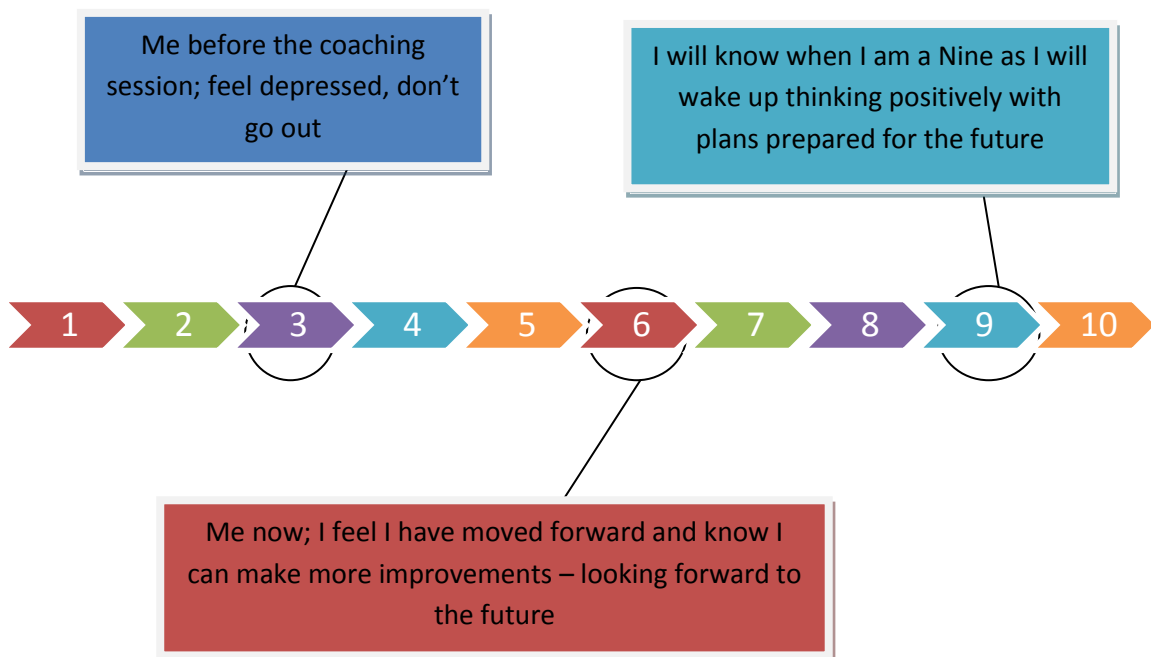 Me before the coaching
session; feel depressed, don’t
go out
I will know when I am a Nine as I will
wake up thinking positively with
plans prepared for the future
1
2
3
4
5
6
7
8
9
10
Me now; I feel I have moved forward and know I
can make more improvements – looking forward to
the future